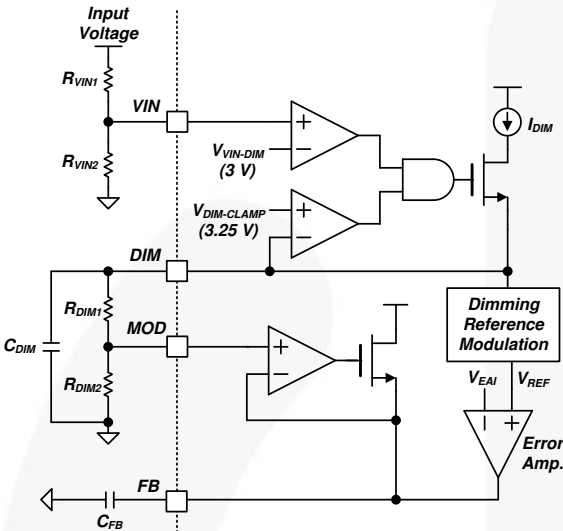 Input
Voltage
R_VIN1
VIN
R_VIN2
V_VIN-DIM
(3 V)
V_DIM-CLAMP
(3.25 V)
I_DIM
DIM
R_DIM1
MOD
C_DIM
R_DIM2
Dimming
Reference
Modulation
V_EAI
V_REF
Error
Amp.
FB
C_FB
+
−
+
−
+
−
−
+